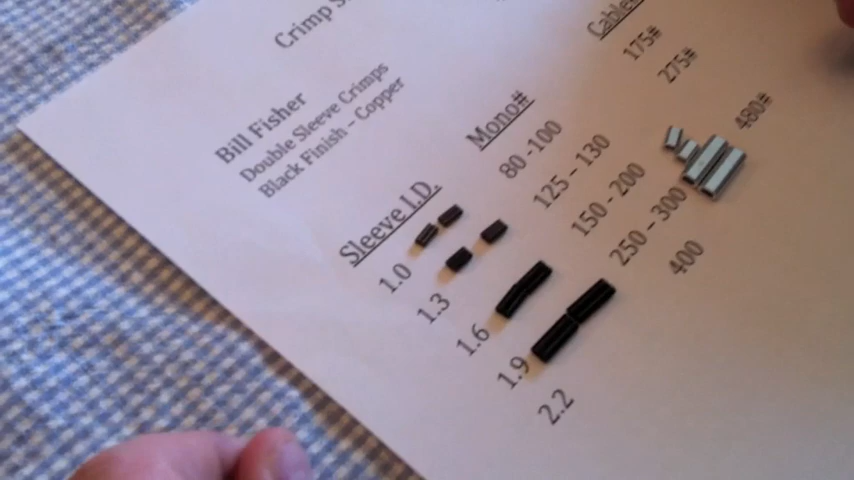 Crimp
Bill Fisher
Double Sleeve Crimps
Black Finish – Copper
Sleeve I.D. Mono# Cable
1.0 80 -100 175#
1.3 125 – 130 275#
1.6 150 - 200
1.9 250 – 300 480#
2.2 400